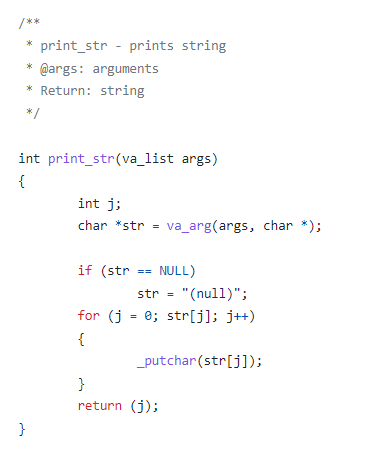 /**
 * print_str - prints string
 * @args: arguments
 * Return: string
 */

int print_str(va_list args)
{
        int j;
        char *str = va_arg(args, char *);

        if (str == NULL)
                str = "(null)";
        for (j = 0; str[j]; j++)
        {
                _putchar(str[j]);
        }
        return (j);
}